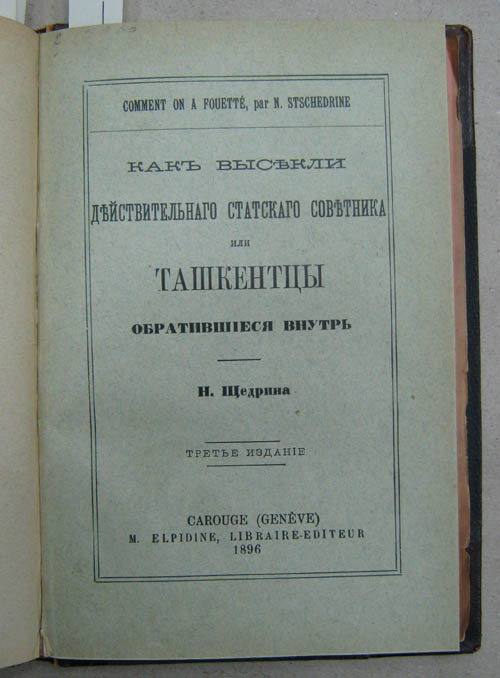 COMMENT ON A FOUETTÉ, par N. STSCHEDRINE
КАКЪ ВЫСѢКЛИ
ДѢЙСТВИТЕЛЬНАГО СТАТСКАГО СОВѢТНИКА
ИЛИ
ТАШКЕНТЦЫ
ОБРАТИВШІЕСЯ ВНУТРЬ
Н. Щедрина
ТРЕТЬЕ ИЗДАНІЕ
CAROUGE (GENÈVE)
M. ELPIDINE, LIBRAIRE-EDITEUR
1896